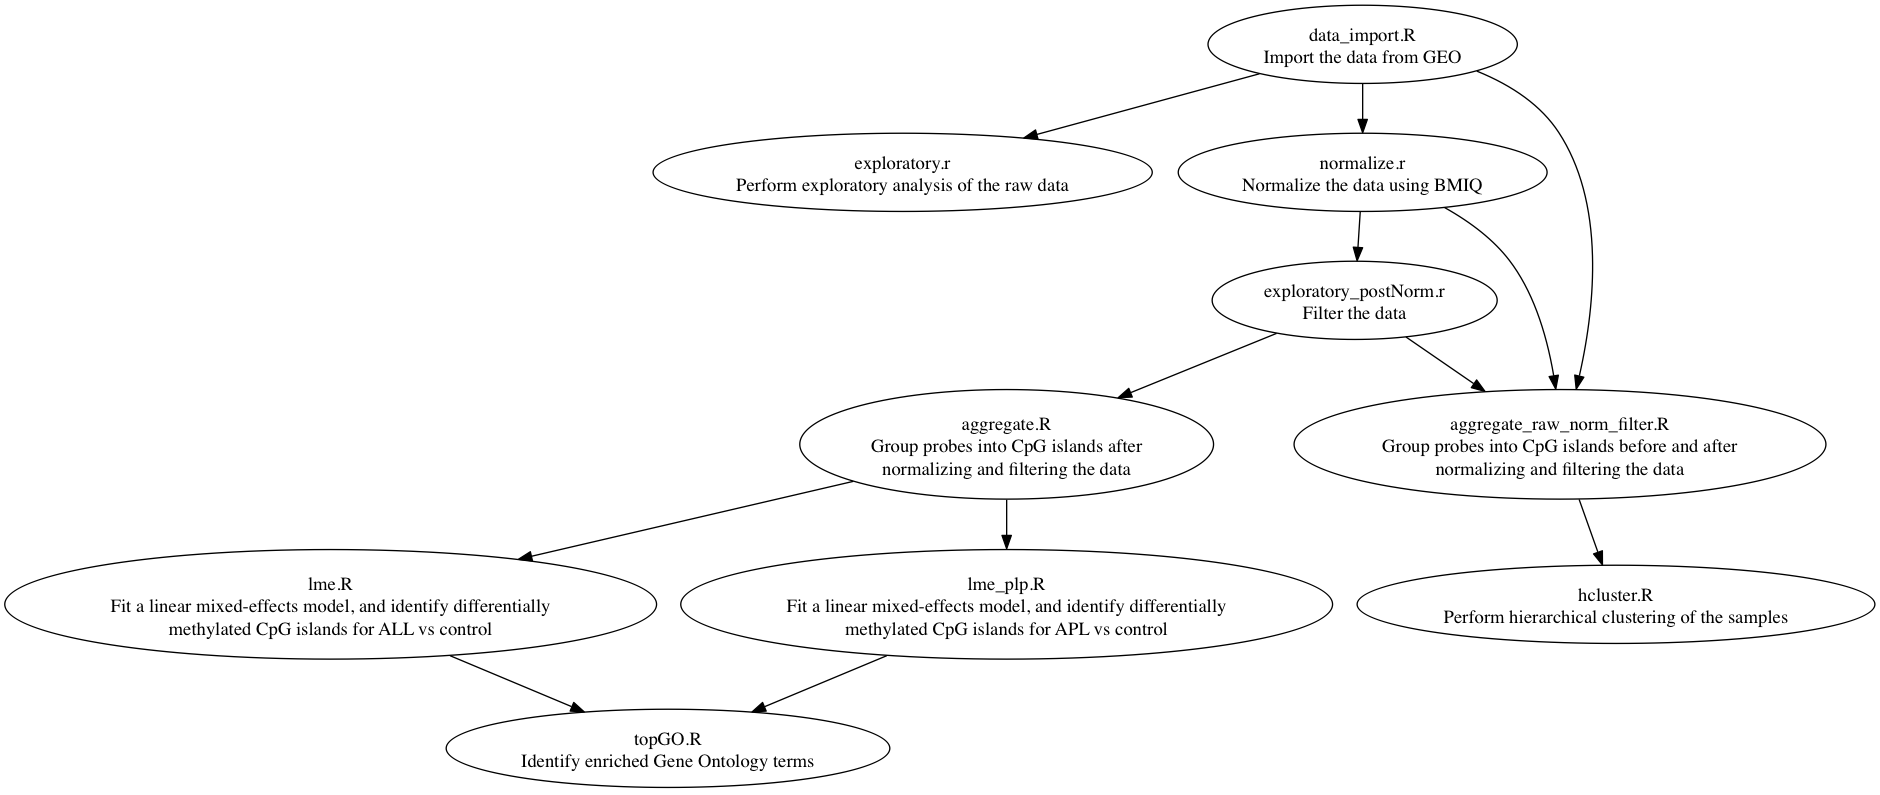 data_import.R
Import the data from GEO
exploratory.r
Perform exploratory analysis of the raw data
normalize.r
Normalize the data using BMIQ
exploratory_postNorm.r
Filter the data
aggregate.R
Group probes into CpG islands after
normalizing and filtering the data
aggregate_raw_norm_filter.R
Group probes into CpG islands before and after
normalizing and filtering the data
lme.R
Fit a linear mixed-effects model, and identify differentially
methylated CpG islands for ALL vs control
lme_plp.R
Fit a linear mixed-effects model, and identify differentially
methylated CpG islands for APL vs control
hcluster.R
Perform hierarchical clustering of the samples
topGO.R
Identify enriched Gene Ontology terms